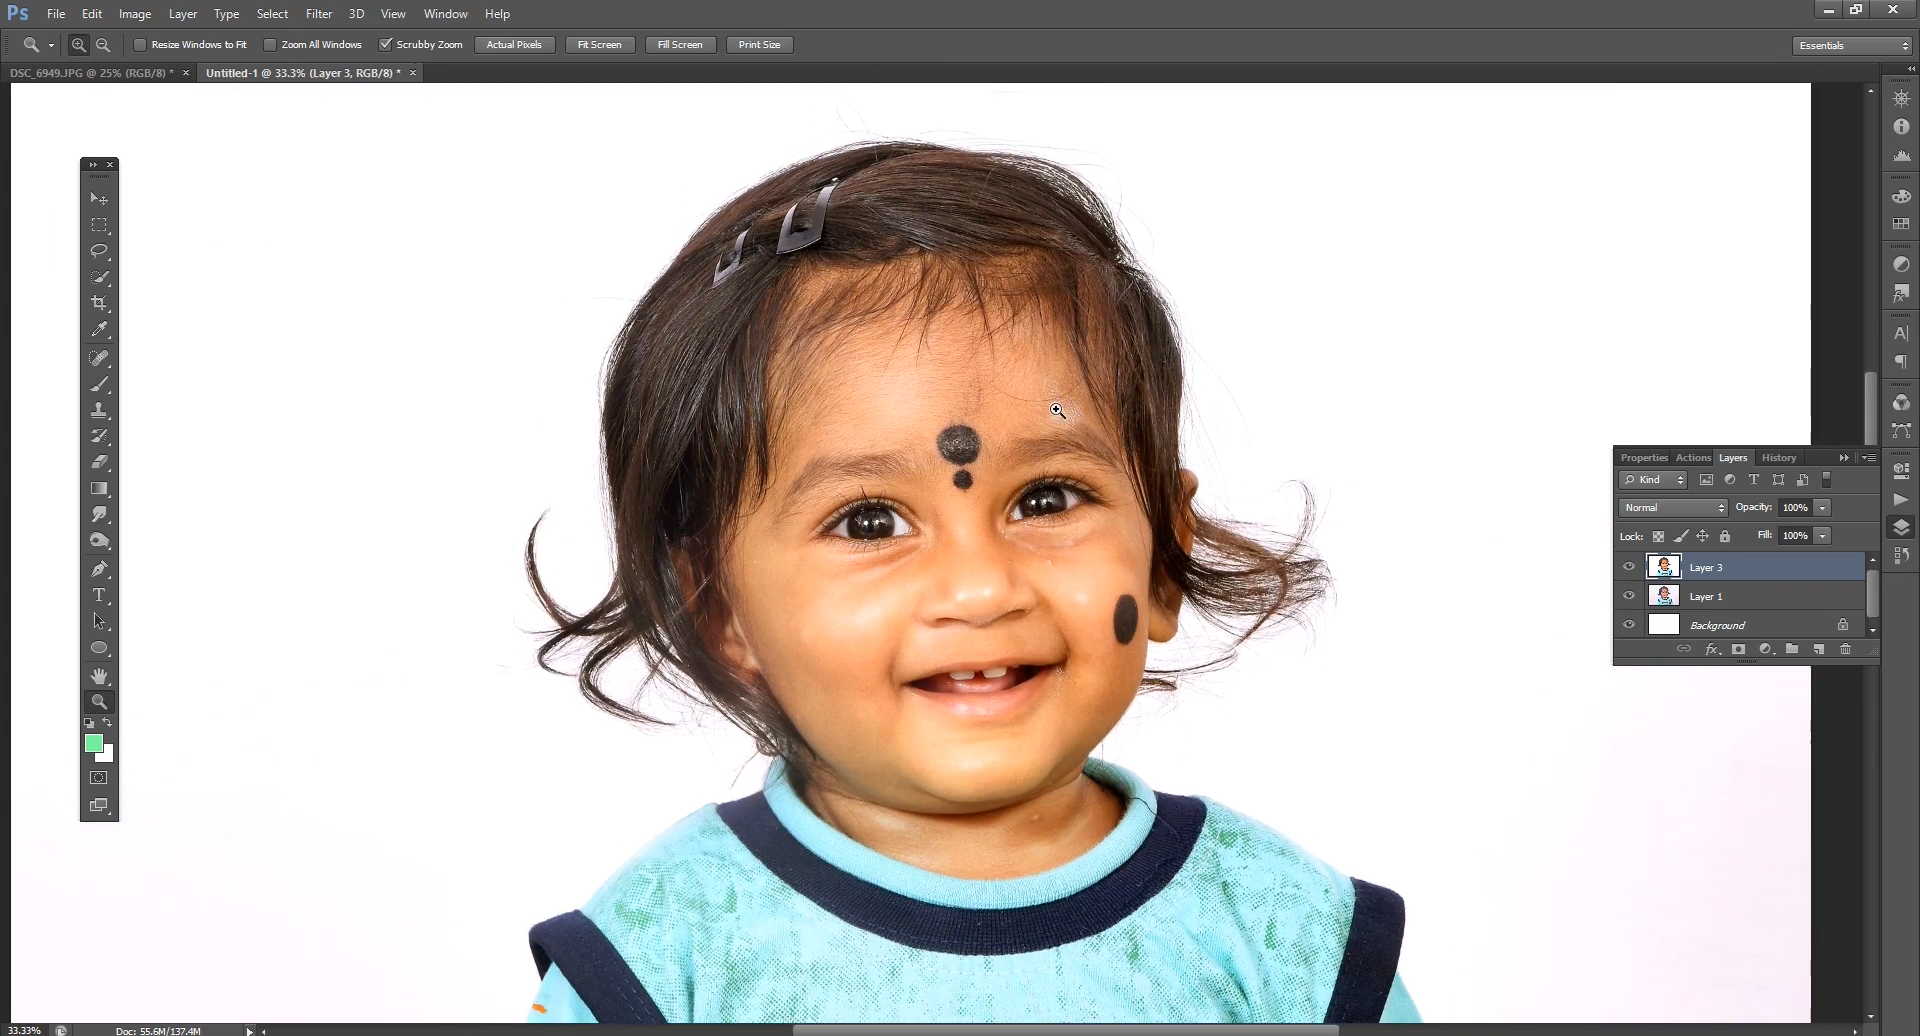 Ps File Edit Image Layer Type Select Filter 3D View Window Help
Resize Windows to Fit Zoom All Windows Scrubby Zoom Actual Pixels Fit Screen Fill Screen Print Size Essentials
DSC_6949.JPG @ 25% (RGB/8) * Untitled-1 @ 33.3% (Layer 3, RGB/8) *
Properties Actions Layers History
Kind
Normal Opacity: 100%
Lock: Fill: 100%
Layer 3
Layer 1
Background
33.33% Doc: 55.6M/137.4M